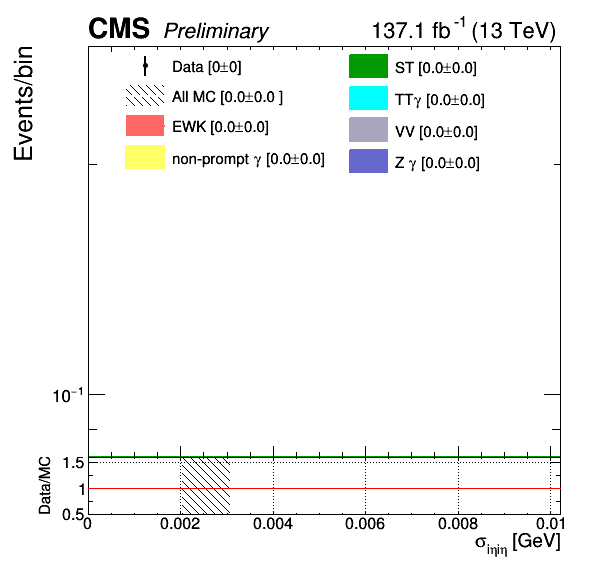 CMS Preliminary 137.1 fb⁻¹ (13 TeV)
Events/bin
Data [0±0]
All MC [0.0±0.0 ]
EWK [0.0±0.0]
non-prompt γ [0.0±0.0]
ST [0.0±0.0]
TTγ [0.0±0.0]
VV [0.0±0.0]
Z γ [0.0±0.0]
10⁻¹
Data/MC
1.5
1
0.5
0 0.002 0.004 0.006 0.008 0.01
σiηiη [GeV]